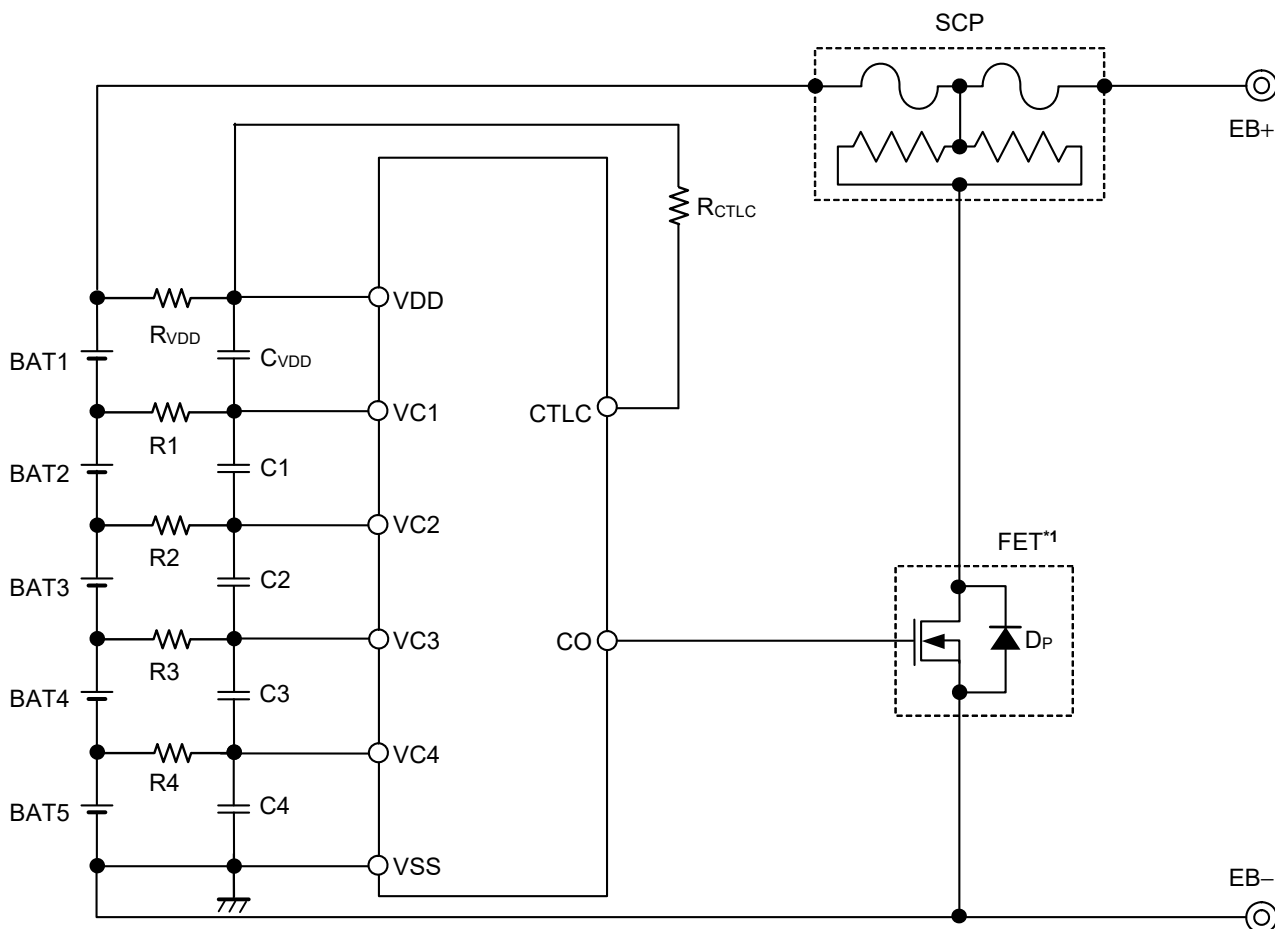 SCP
EB+
RCTLC
VDD
RVDD
BAT1
CVDD
VC1
CTLC
R1
BAT2
C1
VC2
R2
FET*1
BAT3
C2
VC3
CO
DP
R3
BAT4
C3
VC4
R4
BAT5
C4
VSS
EB−